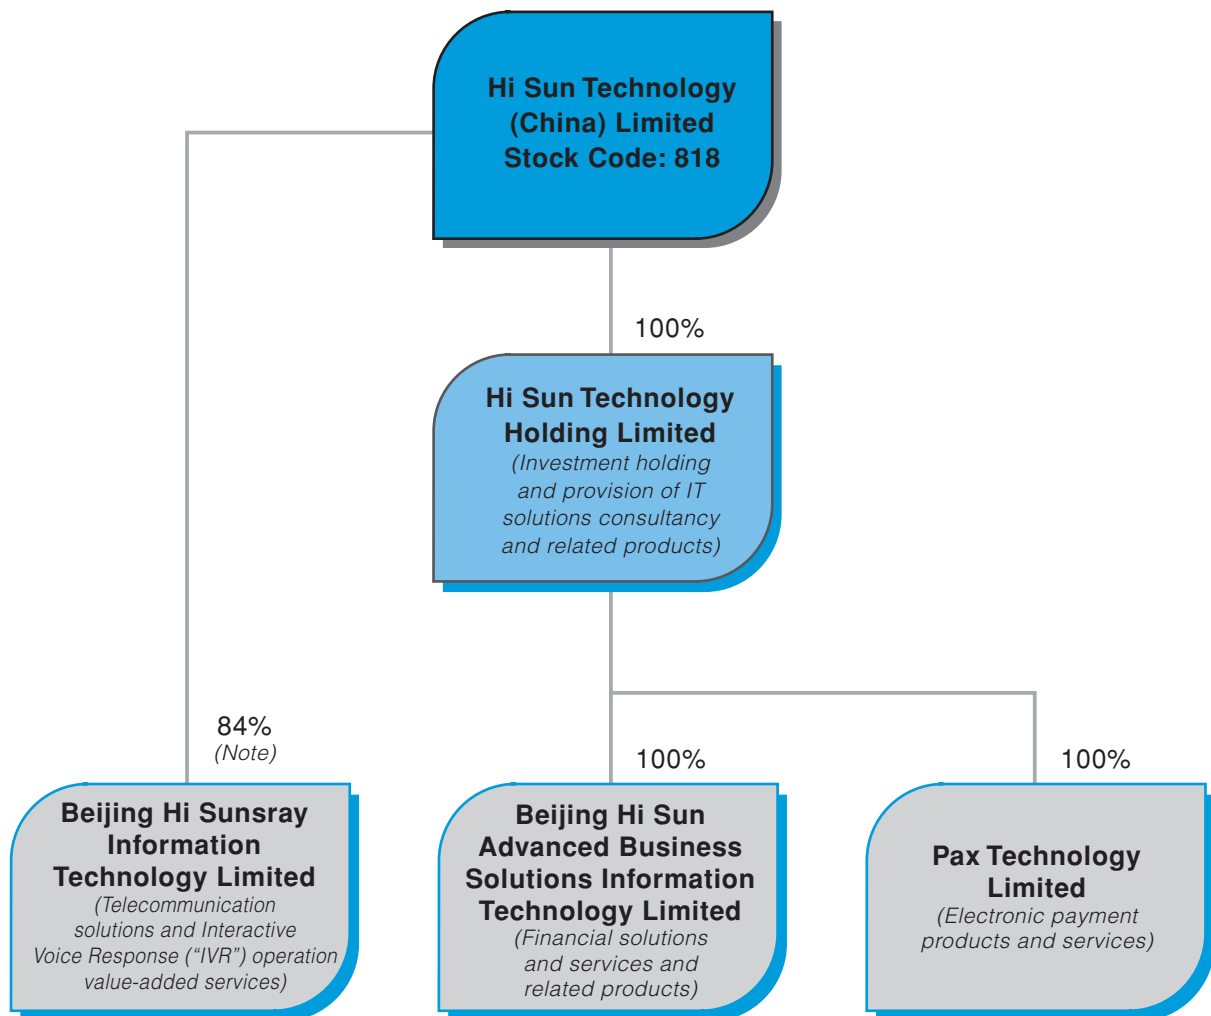 Hi Sun Technology
(China) Limited
Stock Code: 818
100%
Hi Sun Technology
Holding Limited
(Investment holding
and provision of IT
solutions consultancy
and related products)
84%
(Note)
100%
100%
Beijing Hi Sunsray
Information
Technology Limited
(Telecommunication
solutions and Interactive
Voice Response (“IVR”) operation
value-added services)
Beijing Hi Sun
Advanced Business
Solutions Information
Technology Limited
(Financial solutions
and services and
related products)
Pax Technology
Limited
(Electronic payment
products and services)